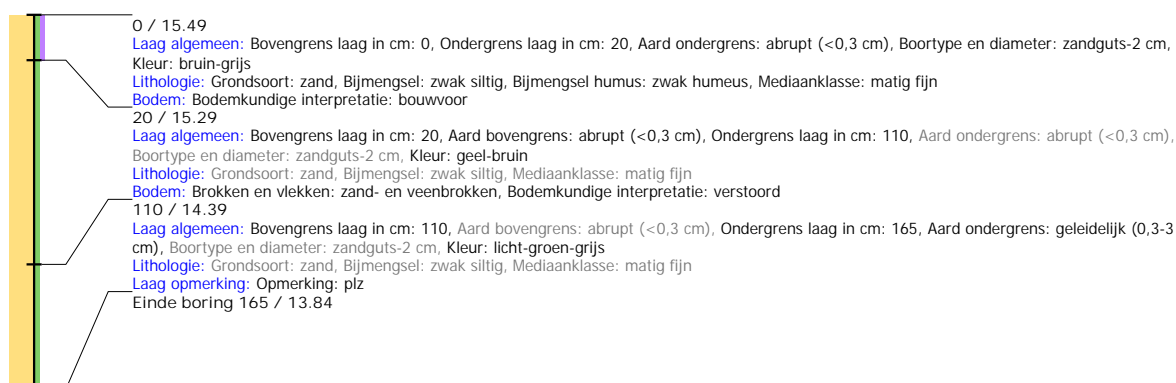 0 / 15.49
Laag algemeen: Bovengrens laag in cm: 0, Ondergrens laag in cm: 20, Aard ondergrens: abrupt (<0,3 cm), Boortype en diameter: zandguts-2 cm,
Kleur: bruin-grijs
Lithologie: Grondsoort: zand, Bijmengsel: zwak siltig, Bijmengsel humus: zwak humeus, Mediaanklasse: matig fijn
Bodem: Bodemkundige interpretatie: bouwvoor
20 / 15.29
Laag algemeen: Bovengrens laag in cm: 20, Aard bovengrens: abrupt (<0,3 cm), Ondergrens laag in cm: 110, Aard ondergrens: abrupt (<0,3 cm),
Boortype en diameter: zandguts-2 cm, Kleur: geel-bruin
Lithologie: Grondsoort: zand, Bijmengsel: zwak siltig, Mediaanklasse: matig fijn
Bodem: Brokken en vlekken: zand- en veenbrokken, Bodemkundige interpretatie: verstoord
110 / 14.39
Laag algemeen: Bovengrens laag in cm: 110, Aard bovengrens: abrupt (<0,3 cm), Ondergrens laag in cm: 165, Aard ondergrens: geleidelijk (0,3-3
cm), Boortype en diameter: zandguts-2 cm, Kleur: licht-groen-grijs
Lithologie: Grondsoort: zand, Bijmengsel: zwak siltig, Mediaanklasse: matig fijn
Laag opmerking: Opmerking: plz
Einde boring 165 / 13.84